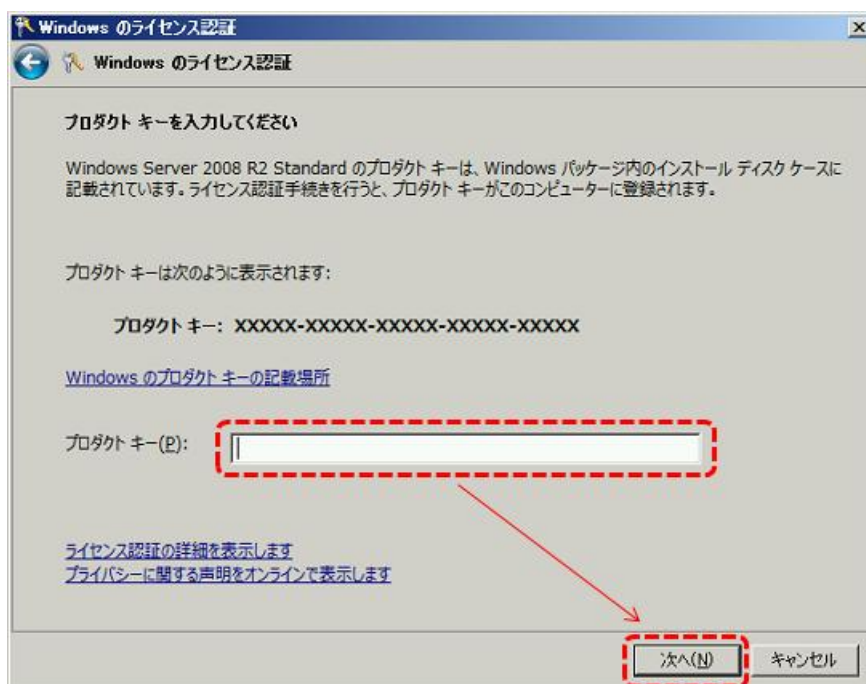 Windows のライセンス認証
Windows のライセンス認証
プロダクト キーを入力してください
Windows Server 2008 R2 Standard のプロダクト キーは、Windows パッケージ内のインストール ディスク ケースに
記載されています。ライセンス認証手続きを行うと、プロダクト キーがこのコンピューターに登録されます。
プロダクト キーは次のように表示されます:
プロダクト キー: XXXXX-XXXXX-XXXXX-XXXXX-XXXXX
Windows のプロダクト キーの記載場所
プロダクト キー(P):
ライセンス認証の詳細を表示します
プライバシーに関する声明をオンラインで表示します
次へ(N) キャンセル